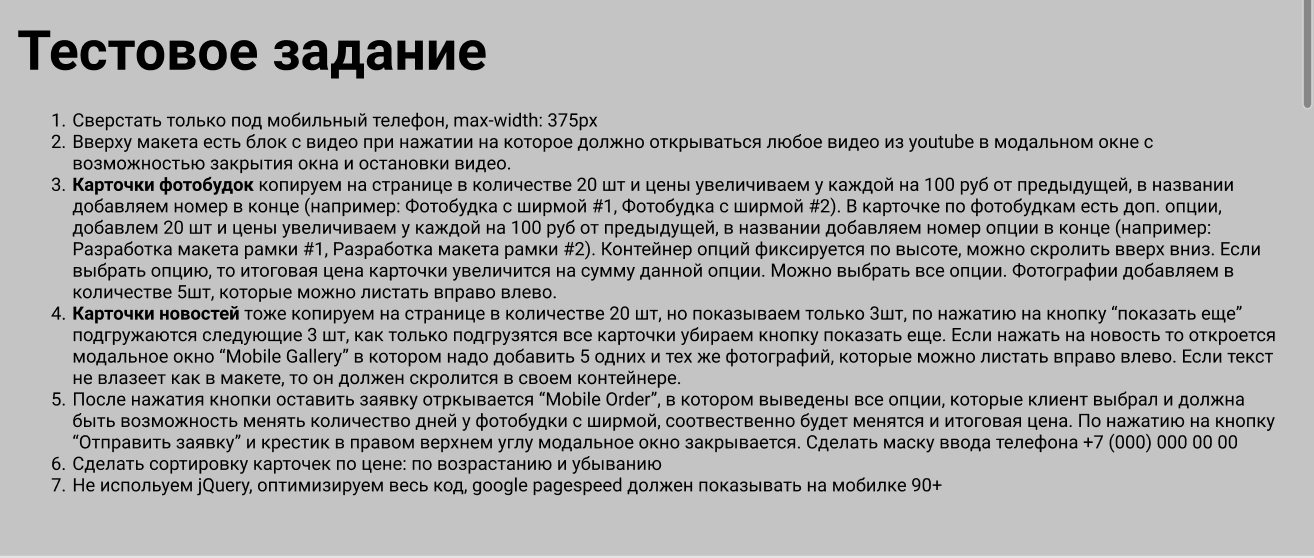 Тестовое задание
1. Сверстать только под мобильный телефон, max-width: 375px
2. Вверху макета есть блок с видео при нажатии на которое должно открываться любое видео из youtube в модальном окне с
возможностью закрытия окна и остановки видео.
3. Карточки фотобудок копируем на странице в количестве 20 шт и цены увеличиваем у каждой на 100 руб от предыдущей, в названии
добавляем номер в конце (например: Фотобудка с ширмой #1, Фотобудка с ширмой #2). В карточке по фотобудкам есть доп. опции,
добавлем 20 шт и цены увеличиваем у каждой на 100 руб от предыдущей, в названии добавляем номер опции в конце (например:
Разработка макета рамки #1, Разработка макета рамки #2). Контейнер опций фиксируется по высоте, можно скролить вверх вниз. Если
выбрать опцию, то итоговая цена карточки увеличится на сумму данной опции. Можно выбрать все опции. Фотографии добавляем в
количестве 5шт, которые можно листать вправо влево.
4. Карточки новостей тоже копируем на странице в количестве 20 шт, но показываем только 3шт, по нажатию на кнопку “показать еще”
подгружаются следующие 3 шт, как только подгрузятся все карточки убираем кнопку показать еще. Если нажать на новость то откроется
модальное окно “Mobile Gallery” в котором надо добавить 5 одних и тех же фотографий, которые можно листать вправо влево. Если текст
не влазеет как в макете, то он должен скролится в своем контейнере.
5. После нажатия кнопки оставить заявку откпывается “Mobile Order”, в котором выведены все опции, которые клиент выбрал и должна
быть возможность менять количество дней у фотобудки с ширмой, соотвественно будет менятся и итоговая цена. По нажатию на кнопку
“Отправить заявку” и крестик в правом верхнем углу модальное окно закрывается. Сделать маску ввода телефона +7 (000) 000 00 00
6. Сделать сортировку карточек по цене: по возрастанию и убыванию
7. Не испольуем jQuery, оптимизируем весь код, google pagespeed должен показывать на мобилке 90+